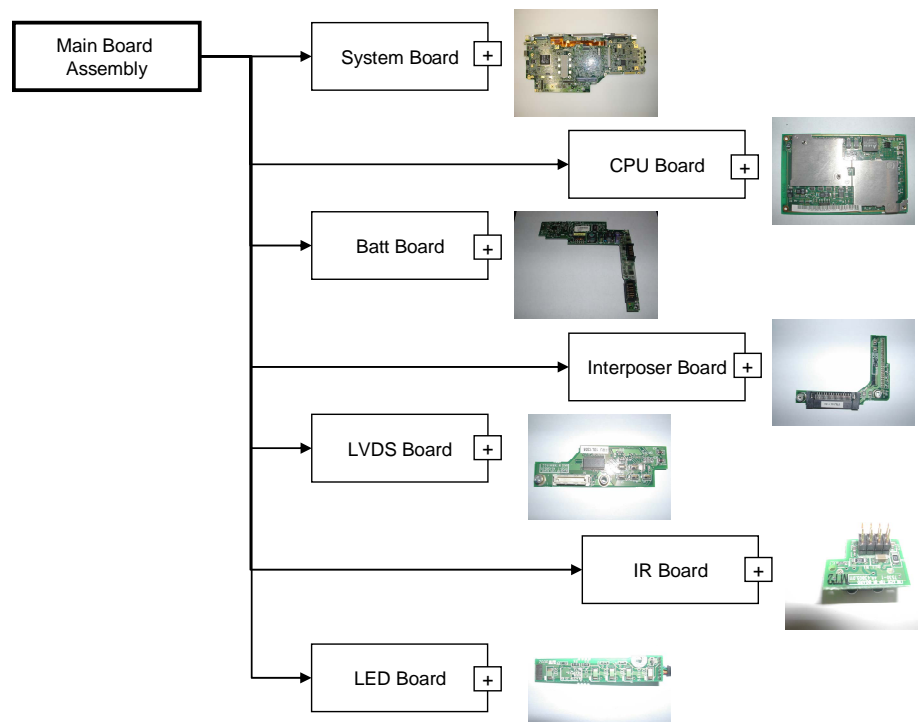 Main Board
Assembly
System Board
+
CPU Board
+
Batt Board
+
Interposer Board
+
LVDS Board
+
IR Board
+
LED Board
+